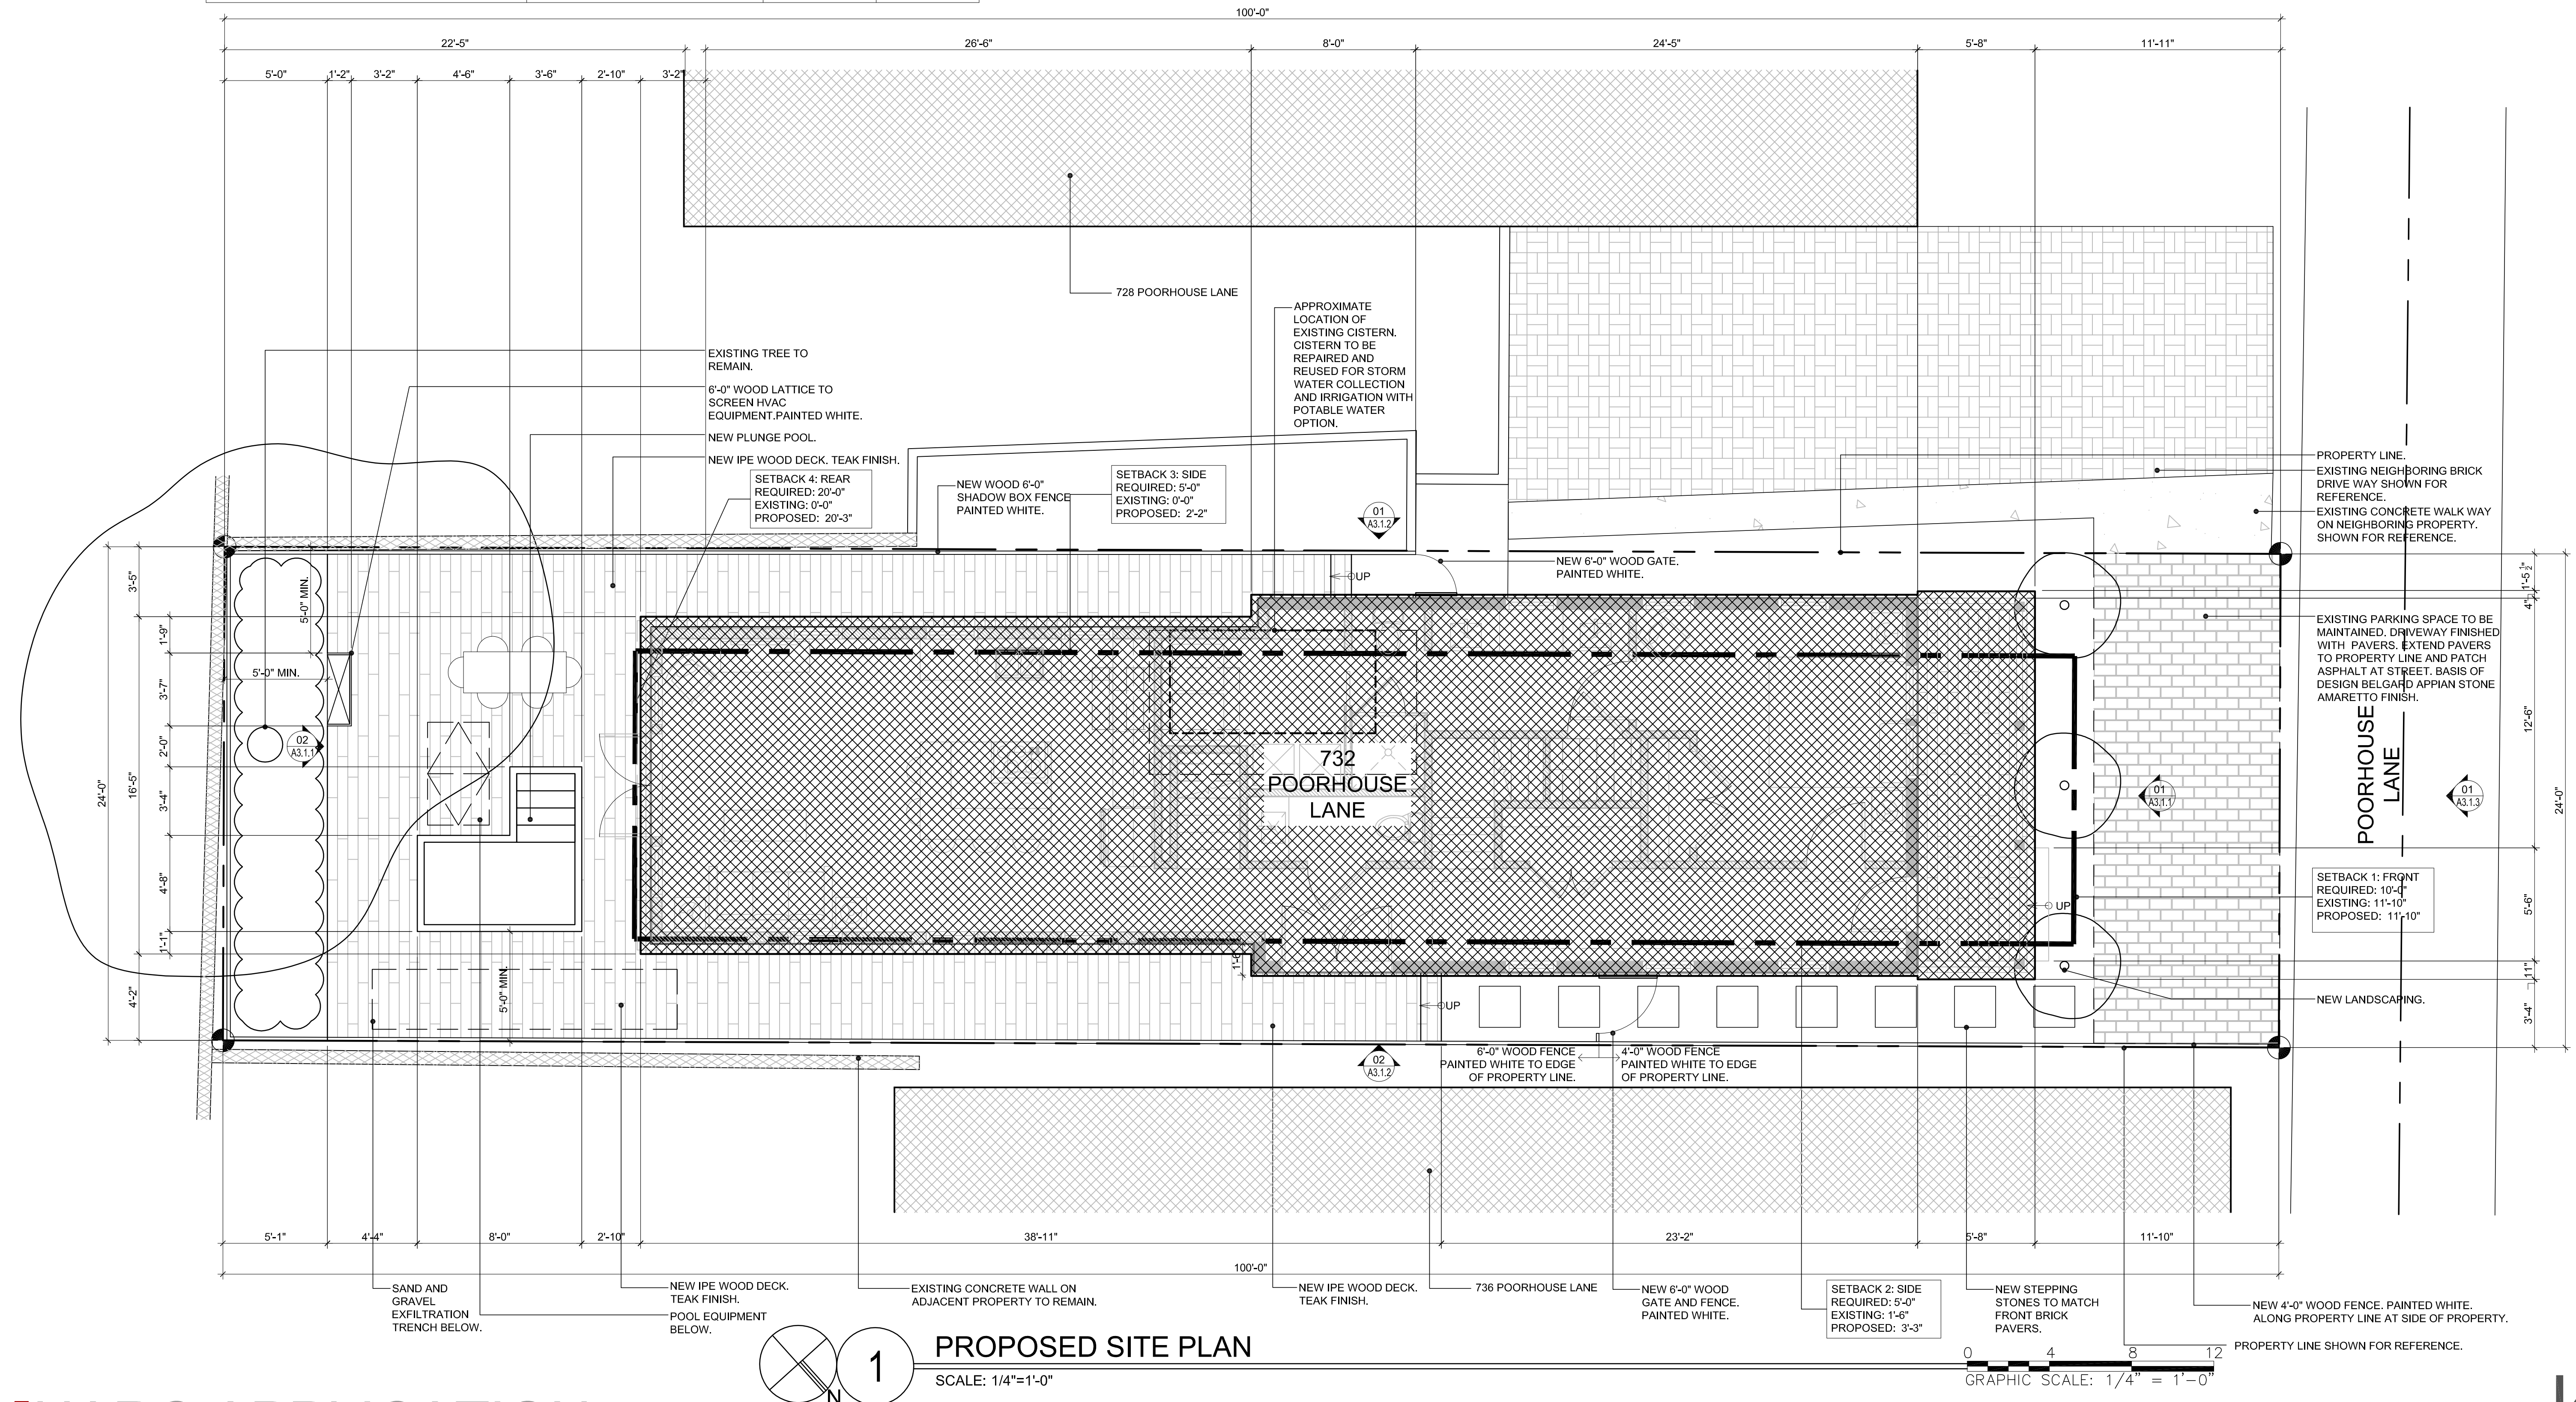 100'-0"
22'-5"
26'-6"
8'-0"
24'-5"
5'-8"
11'-11"
5'-0"
1'-2"
3'-2"
4'-6"
3'-6"
2'-10"
3'-2"
728 POORHOUSE LANE
APPROXIMATE
LOCATION OF
EXISTING CISTERN.
CISTERN TO BE
REPAIRED AND
REUSED FOR STORM
WATER COLLECTION
AND IRRIGATION WITH
POTABLE WATER
OPTION.
EXISTING TREE TO
REMAIN.
6'-0" WOOD LATTICE TO
SCREEN HVAC
EQUIPMENT.PAINTED WHITE.
NEW PLUNGE POOL.
NEW IPE WOOD DECK. TEAK FINISH.
SETBACK 4: REAR
REQUIRED: 20'-0"
EXISTING: 0'-0"
PROPOSED: 20'-3"
NEW WOOD 6'-0"
SHADOW BOX FENCE
PAINTED WHITE.
SETBACK 3: SIDE
REQUIRED: 5'-0"
EXISTING: 0'-0"
PROPOSED: 2'-2"
01
A3.1.2
PROPERTY LINE.
EXISTING NEIGHBORING BRICK
DRIVE WAY SHOWN FOR
REFERENCE.
EXISTING CONCRETE WALK WAY
ON NEIGHBORING PROPERTY.
SHOWN FOR REFERENCE.
NEW 6'-0" WOOD GATE.
PAINTED WHITE.
UP
EXISTING PARKING SPACE TO BE
MAINTAINED. DRIVEWAY FINISHED
WITH PAVERS. EXTEND PAVERS
TO PROPERTY LINE AND PATCH
ASPHALT AT STREET. BASIS OF
DESIGN BELGARD APPIAN STONE
AMARETTO FINISH.
24'-0"
3'-5"
16'-5"
4'-2"
1'-9"
3'-7"
2'-0"
3'-4"
4'-8"
1'-1"
5'-0" MIN.
5'-0" MIN.
5'-0" MIN.
02
A3.1.1
732
POORHOUSE
LANE
1'-6"
01
A3.1.1
POORHOUSE
LANE
01
A3.1.3
1'-5 1/2"
4"
12'-6"
5'-6"
11"
3'-4"
24'-0"
SETBACK 1: FRONT
REQUIRED: 10'-0"
EXISTING: 11'-10"
PROPOSED: 11'-10"
UP
UP
NEW LANDSCAPING.
02
A3.1.2
6'-0" WOOD FENCE
PAINTED WHITE TO EDGE
OF PROPERTY LINE.
4'-0" WOOD FENCE
PAINTED WHITE TO EDGE
OF PROPERTY LINE.
5'-1"
4'-4"
8'-0"
2'-10"
38'-11"
23'-2"
5'-8"
11'-10"
100'-0"
SAND AND
GRAVEL
EXFILTRATION
TRENCH BELOW.
NEW IPE WOOD DECK.
TEAK FINISH.
POOL EQUIPMENT
BELOW.
EXISTING CONCRETE WALL ON
ADJACENT PROPERTY TO REMAIN.
NEW IPE WOOD DECK.
TEAK FINISH.
736 POORHOUSE LANE
NEW 6'-0" WOOD
GATE AND FENCE.
PAINTED WHITE.
SETBACK 2: SIDE
REQUIRED: 5'-0"
EXISTING: 1'-6"
PROPOSED: 3'-3"
NEW STEPPING
STONES TO MATCH
FRONT BRICK
PAVERS.
NEW 4'-0" WOOD FENCE. PAINTED WHITE.
ALONG PROPERTY LINE AT SIDE OF PROPERTY.
PROPERTY LINE SHOWN FOR REFERENCE.
N
1
PROPOSED SITE PLAN
SCALE: 1/4"=1'-0"
0 4 8 12
GRAPHIC SCALE: 1/4" = 1'-0"